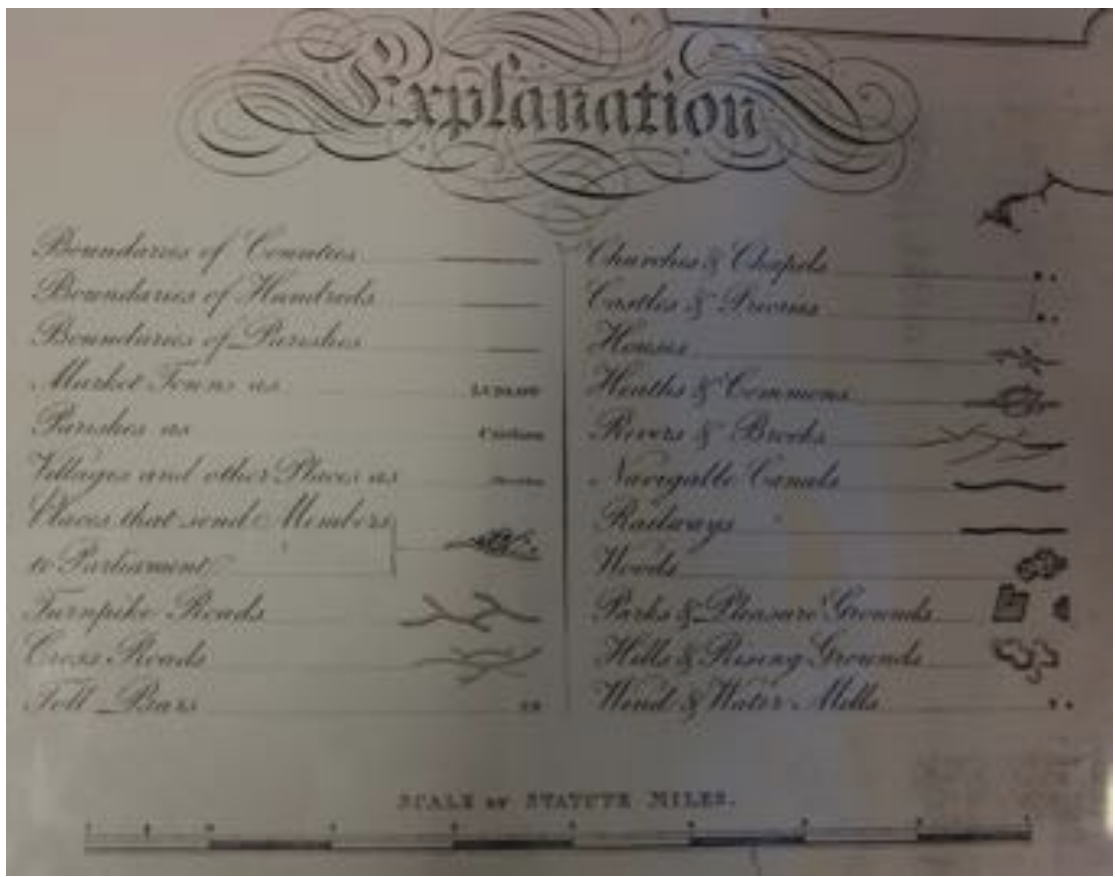 Explanation
Boundaries of Counties
Boundaries of Hundreds
Boundaries of Parishes
Market Towns as LUDLOW
Parishes as
Villages and other Places as
Places that send Members
to Parliament
Turnpike Roads
Cross Roads
Toll Bars
Churches & Chapels
Castles & Priories
Houses
Heaths & Commons
Rivers & Brooks
Navigable Canals
Railways
Woods
Parks & Pleasure Grounds
Hills & Rising Grounds
Wind & Water Mills
SCALE OF STATUTE MILES.